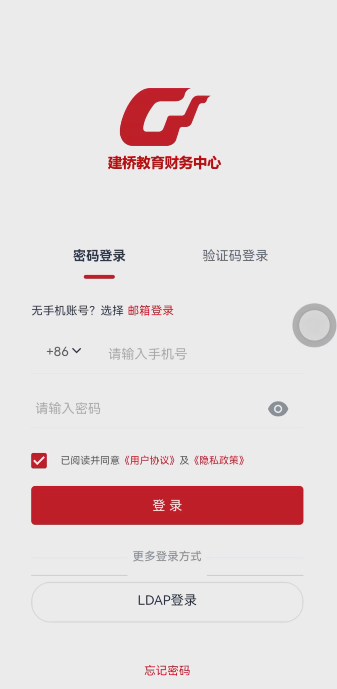 建桥教育财务中心
密码登录 验证码登录
无手机账号？选择 邮箱登录
+86 请输入手机号
请输入密码
已阅读并同意《用户协议》及《隐私政策》
登 录
更多登录方式
LDAP登录
忘记密码